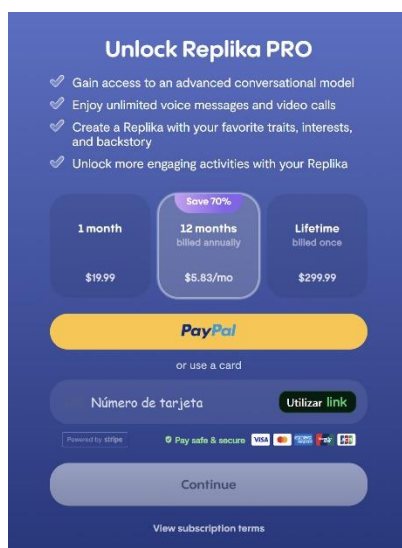 Unlock Replika PRO
Gain access to an advanced conversational model
Enjoy unlimited voice messages and video calls
Create a Replika with your favorite traits, interests,
and backstory
Unlock more engaging activities with your Replika
Save 70%
1 month
12 months
Lifetime
billed annually
billed once
$19.99
$5.83/mo
$299.99
PayPal
or use a card
Número de tarjeta
Utilizar link
Powered by stripe
Pay safe & secure
VISA
JCB
Continue
View subscription terms